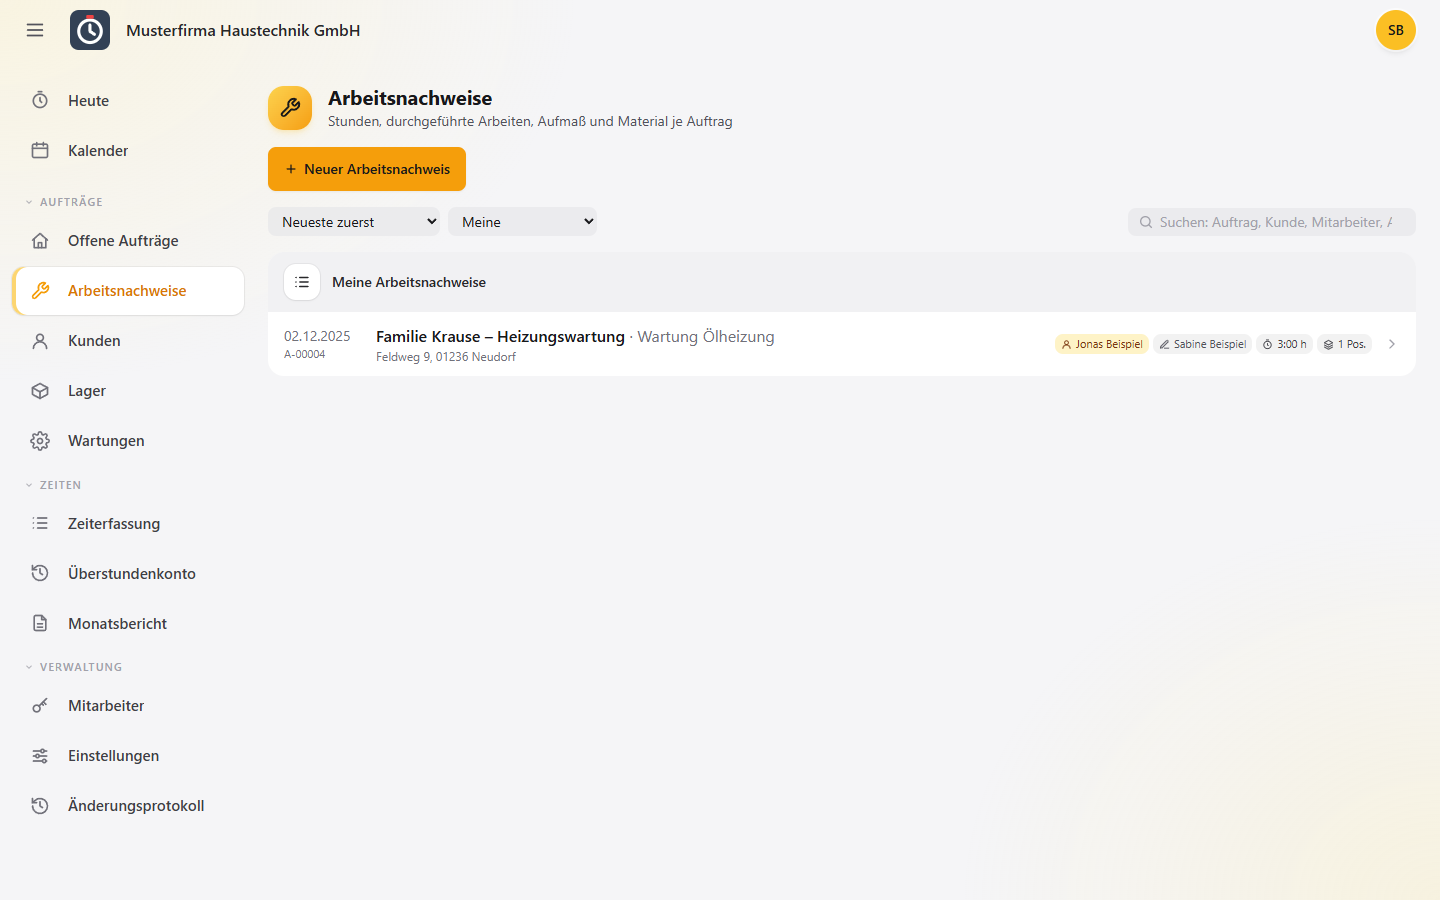 Musterfirma Haustechnik GmbH
SB
Heute
Kalender
AUFTRÄGE
Offene Aufträge
Arbeitsnachweise
Kunden
Lager
Wartungen
ZEITEN
Zeiterfassung
Überstundenkonto
Monatsbericht
VERWALTUNG
Mitarbeiter
Einstellungen
Änderungsprotokoll
Arbeitsnachweise
Stunden, durchgeführte Arbeiten, Aufmaß und Material je Auftrag
+ Neuer Arbeitsnachweis
Neueste zuerst
Meine
Suchen: Auftrag, Kunde, Mitarbeiter, A
Meine Arbeitsnachweise
02.12.2025
A-00004
Familie Krause – Heizungswartung · Wartung Ölheizung
Feldweg 9, 01236 Neudorf
Jonas Beispiel
Sabine Beispiel
3:00 h
1 Pos.